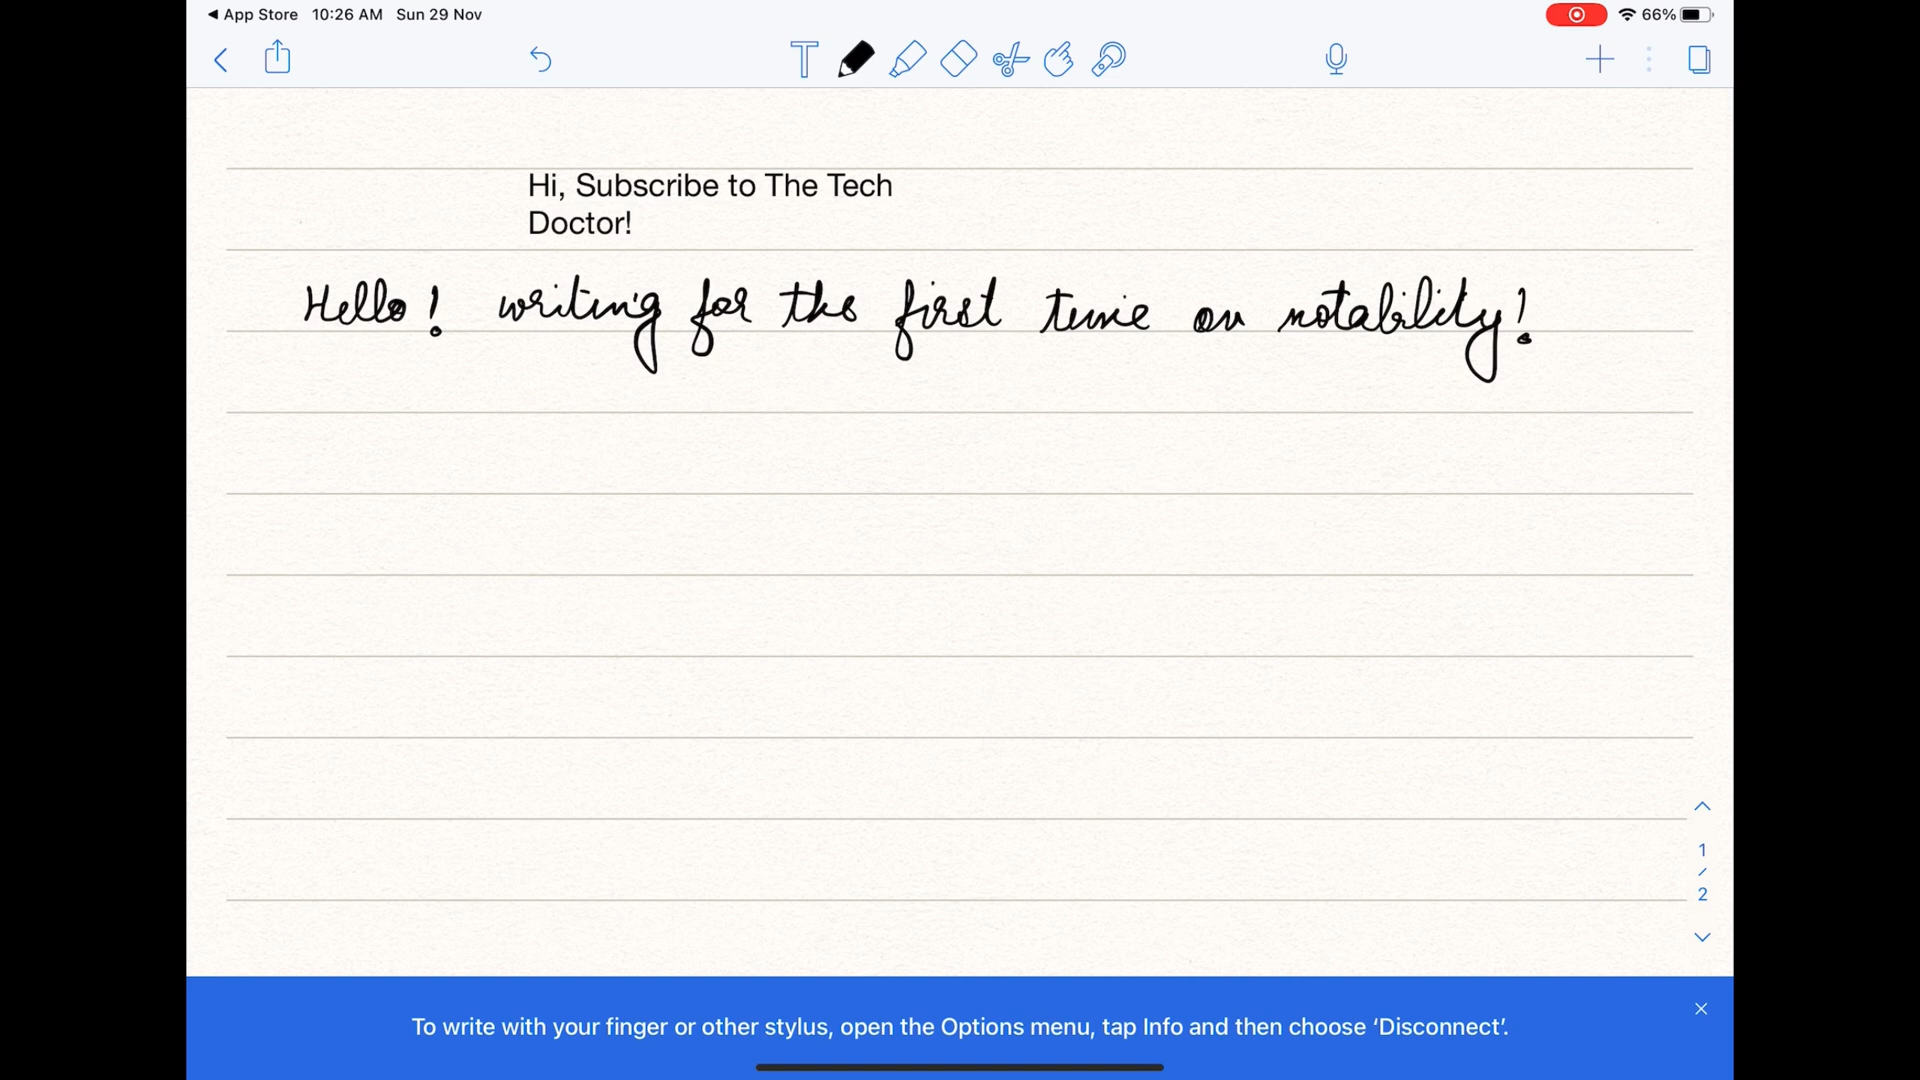 App Store 10:26 AM Sun 29 Nov 66%
Hi, Subscribe to The Tech
Doctor!
Hello! writing for the first time on notability!
1
/
2
To write with your finger or other stylus, open the Options menu, tap Info and then choose ‘Disconnect’.